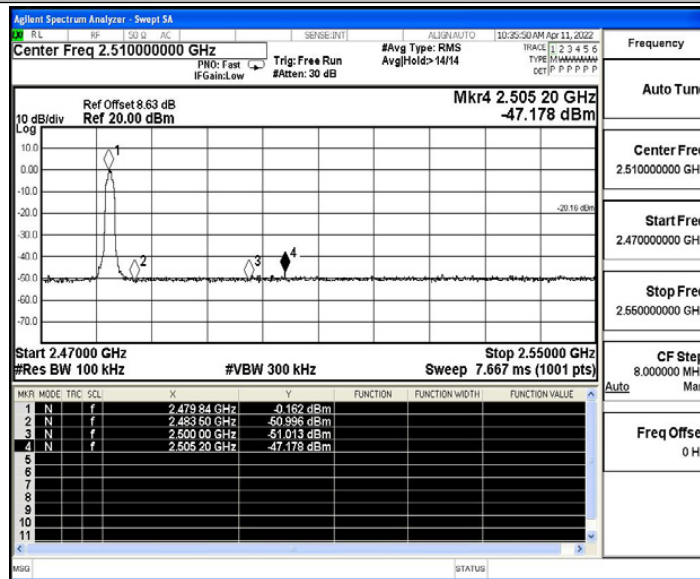 Agilent Spectrum Analyzer - Swept SA
RL RF 50 Ω AC SENSE:INT ALIGN AUTO 10:35:50 AM Apr 11, 2022
Center Freq 2.510000000 GHz
PNO: Fast
IFGain:Low
Trig: Free Run
#Atten: 30 dB
#Avg Type: RMS
Avg|Hold:> 14/14
TRACE 1 2 3 4 5 6
TYPE M
DET P P P P P P
Ref Offset 8.63 dB
Ref 20.00 dBm
Mkr4 2.505 20 GHz
-47.178 dBm
10 dB/div
Log
10.0
0.00
-10.0
-20.0
-30.0
-40.0
-50.0
-60.0
-70.0
1
2
3
4
-20.16 dBm
Start 2.47000 GHz
Stop 2.55000 GHz
#Res BW 100 kHz
#VBW 300 kHz
Sweep 7.667 ms (1001 pts)
MKR MODE TRC SCL X Y FUNCTION FUNCTION WIDTH FUNCTION VALUE
1 N f 2.479 84 GHz -0.162 dBm
2 N f 2.483 50 GHz -50.996 dBm
3 N f 2.500 00 GHz -51.013 dBm
4 N f 2.505 20 GHz -47.178 dBm
5
6
7
8
9
10
11
MSG
STATUS
Frequency
Auto Tun
Center Fre
2.510000000 GH
Start Fre
2.470000000 GH
Stop Fre
2.550000000 GH
CF Step
8.000000 MH
Auto Ma
Freq Offse
0 H